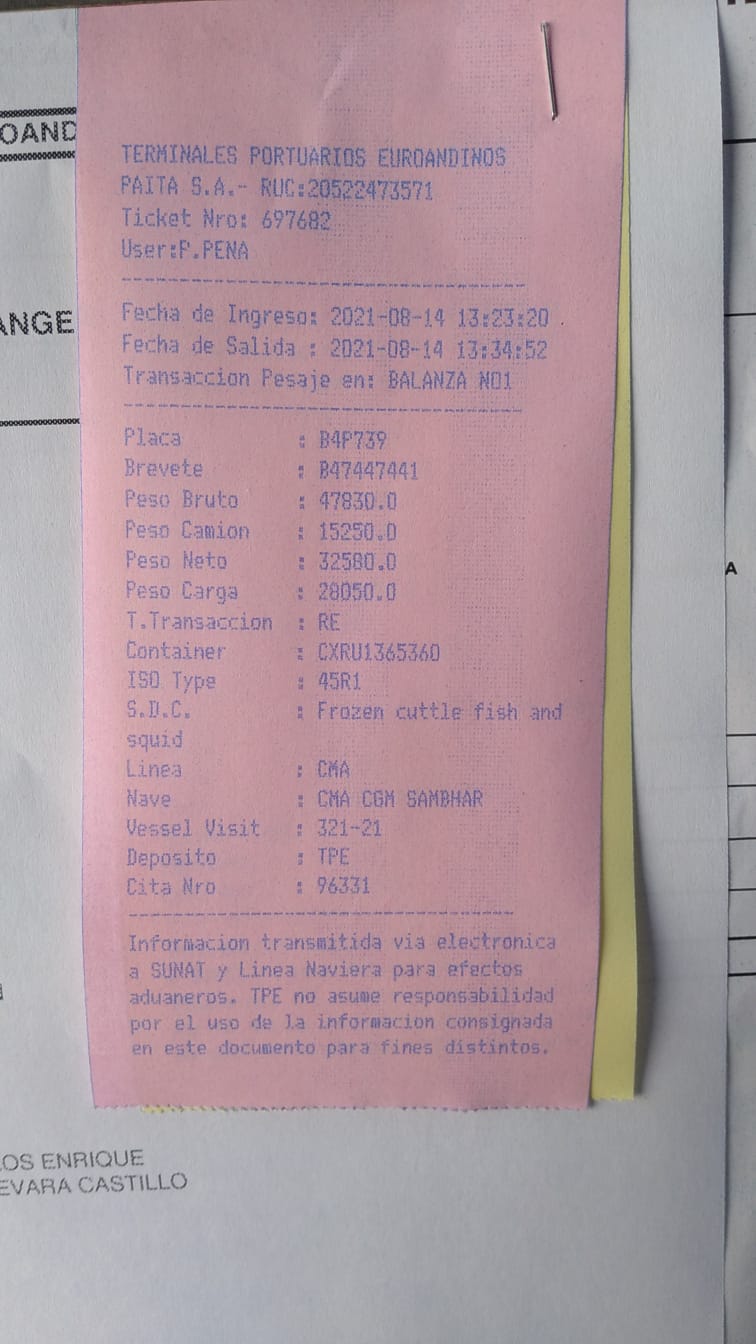 OAND
ANGE
TERMINALES PORTUARIOS EUROANDINOS
PAITA S.A.- RUC:20522473571
Ticket Nro: 697682
User:P.PENA
Fecha de Ingreso: 2021-08-14 13:23:20
Fecha de Salida : 2021-08-14 13:34:52
Transaccion Pesaje en: BALANZA NO1
Placa : B4P739
Brevete : B47447441
Peso Bruto : 47830.0
Peso Camion : 15250.0
Peso Neto : 32580.0
Peso Carga : 28050.0
T.Transaccion : RE
Container : CXRU1365360
ISO Type : 45R1
S.D.C. : Frozen cuttle fish and
squid
Linea : CMA
Nave : CMA CGM SAMBHAR
Vessel Visit : 321-21
Deposito : TPE
Cita Nro : 96331
Informacion transmitida via electronica
a SUNAT y Linea Naviera para efectos
aduaneros. TPE no asume responsabilidad
por el uso de la informacion consignada
en este documento para fines distintos.
OS ENRIQUE
EVARA CASTILLO
A